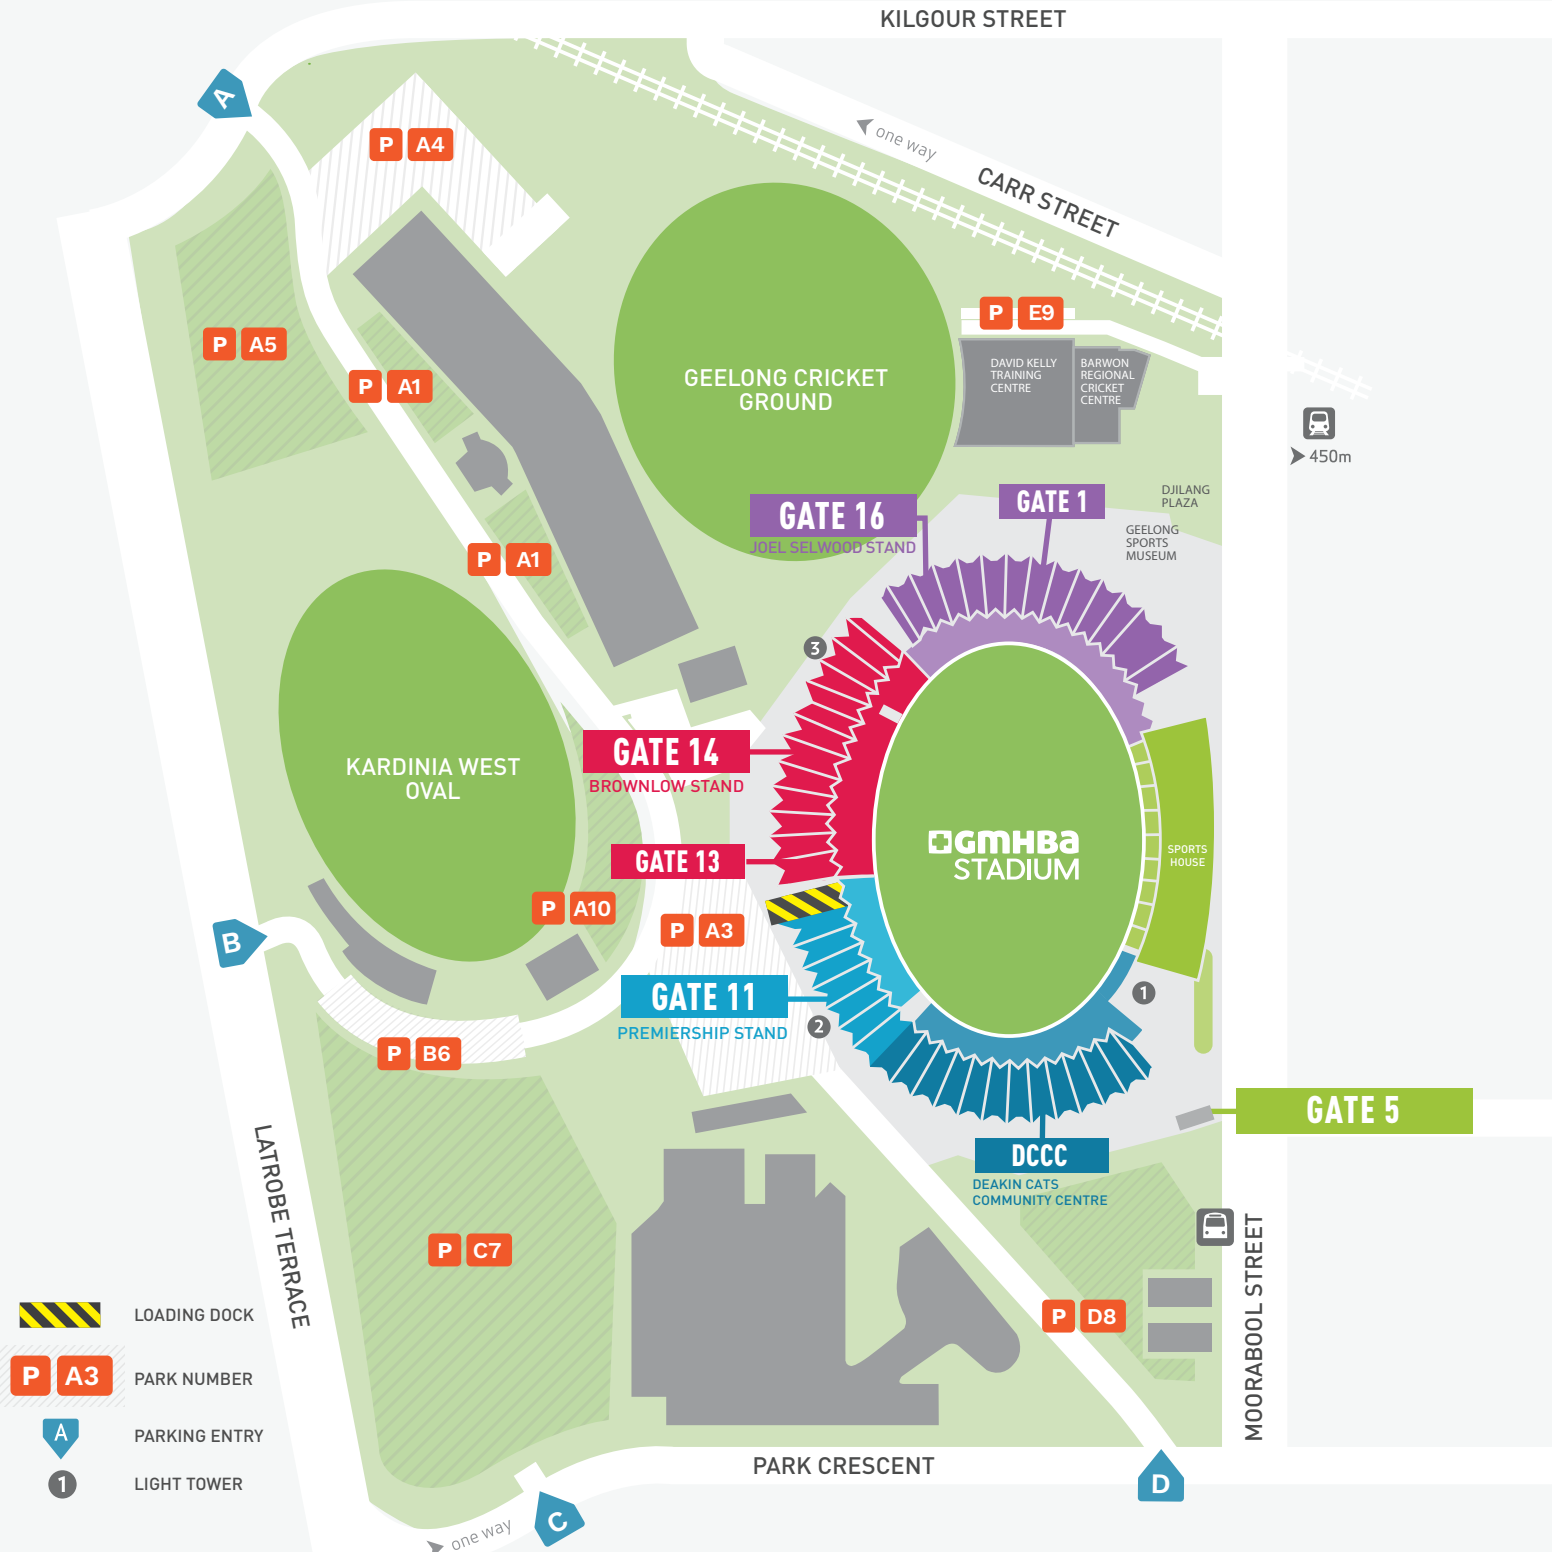 KILGOUR STREET
A
P A4
one way
CARR STREET
P A5
P A1
GEELONG CRICKET
GROUND
P E9
DAVID KELLY
TRAINING
CENTRE
BARWON
REGIONAL
CRICKET
CENTRE
450m
DJILANG
PLAZA
GEELONG
SPORTS
MUSEUM
GATE 16
JOEL SELWOOD STAND
GATE 1
P A1
3
KARDINIA WEST
OVAL
GATE 14
BROWNLOW STAND
GATE 13
GMHBA
STADIUM
SPORTS
HOUSE
P A10
P A3
B
GATE 11
PREMIERSHIP STAND
2
1
P B6
GATE 5
DCCC
DEAKIN CATS
COMMUNITY CENTRE
LATROBE TERRACE
P C7
P D8
MOORABOOL STREET
LOADING DOCK
P A3
PARK NUMBER
A
PARKING ENTRY
1
LIGHT TOWER
PARK CRESCENT
D
C
one way